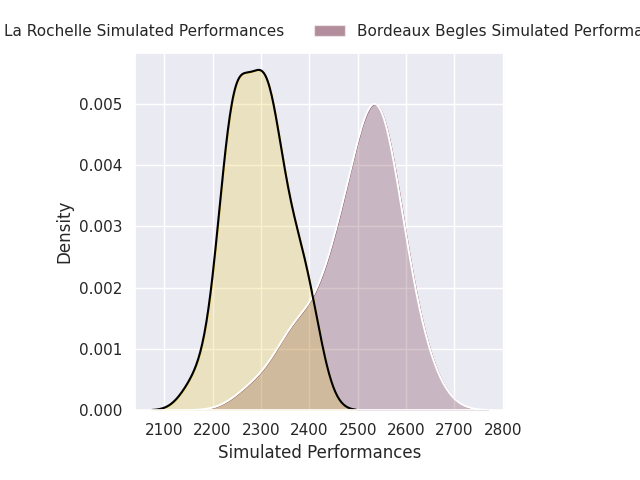 La Rochelle Simulated Performances
Bordeaux Begles Simulated Performa
0.005
0.004
0.003
0.002
0.001
0.000
Density
2100 2200 2300 2400 2500 2600 2700 2800
Simulated Performances